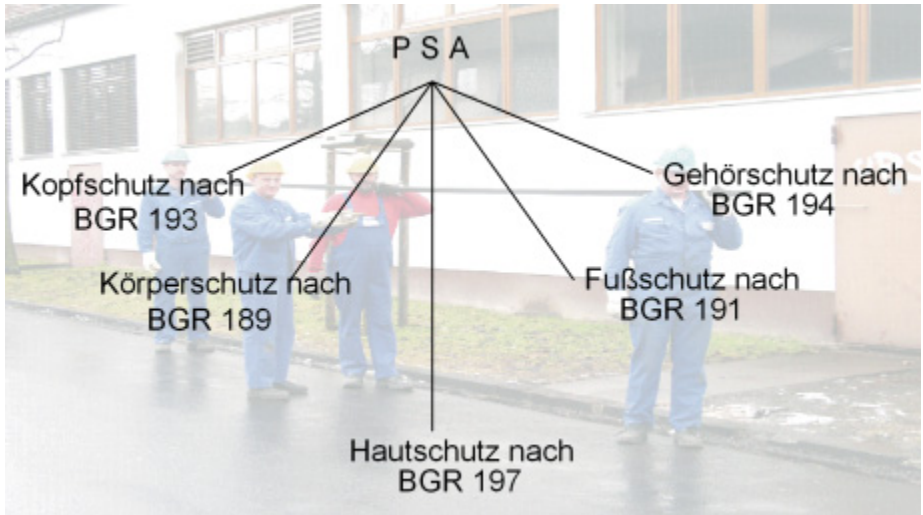 P S A
Kopfschutz nach
BGR 193
Gehörschutz nach
BGR 194
Körperschutz nach
BGR 189
Fußschutz nach
BGR 191
Hautschutz nach
BGR 197